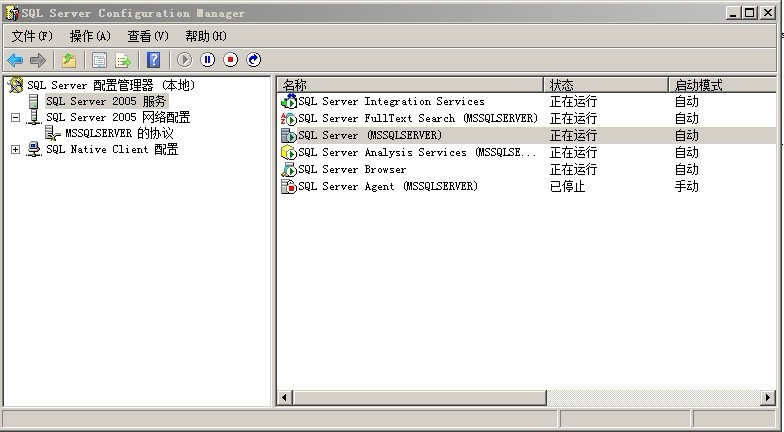 SQL Server Configuration Manager
文件(F) 操作(A) 查看(V) 帮助(H)
SQL Server 配置管理器 (本地)
SQL Server 2005 服务
SQL Server 2005 网络配置
MSSQLSERVER 的协议
SQL Native Client 配置
名称 状态 启动模式
SQL Server Integration Services 正在运行 自动
SQL Server FullText Search (MSSQLSERVER) 正在运行 自动
SQL Server (MSSQLSERVER) 正在运行 自动
SQL Server Analysis Services (MSSQLSE... 正在运行 自动
SQL Server Browser 正在运行 自动
SQL Server Agent (MSSQLSERVER) 已停止 手动